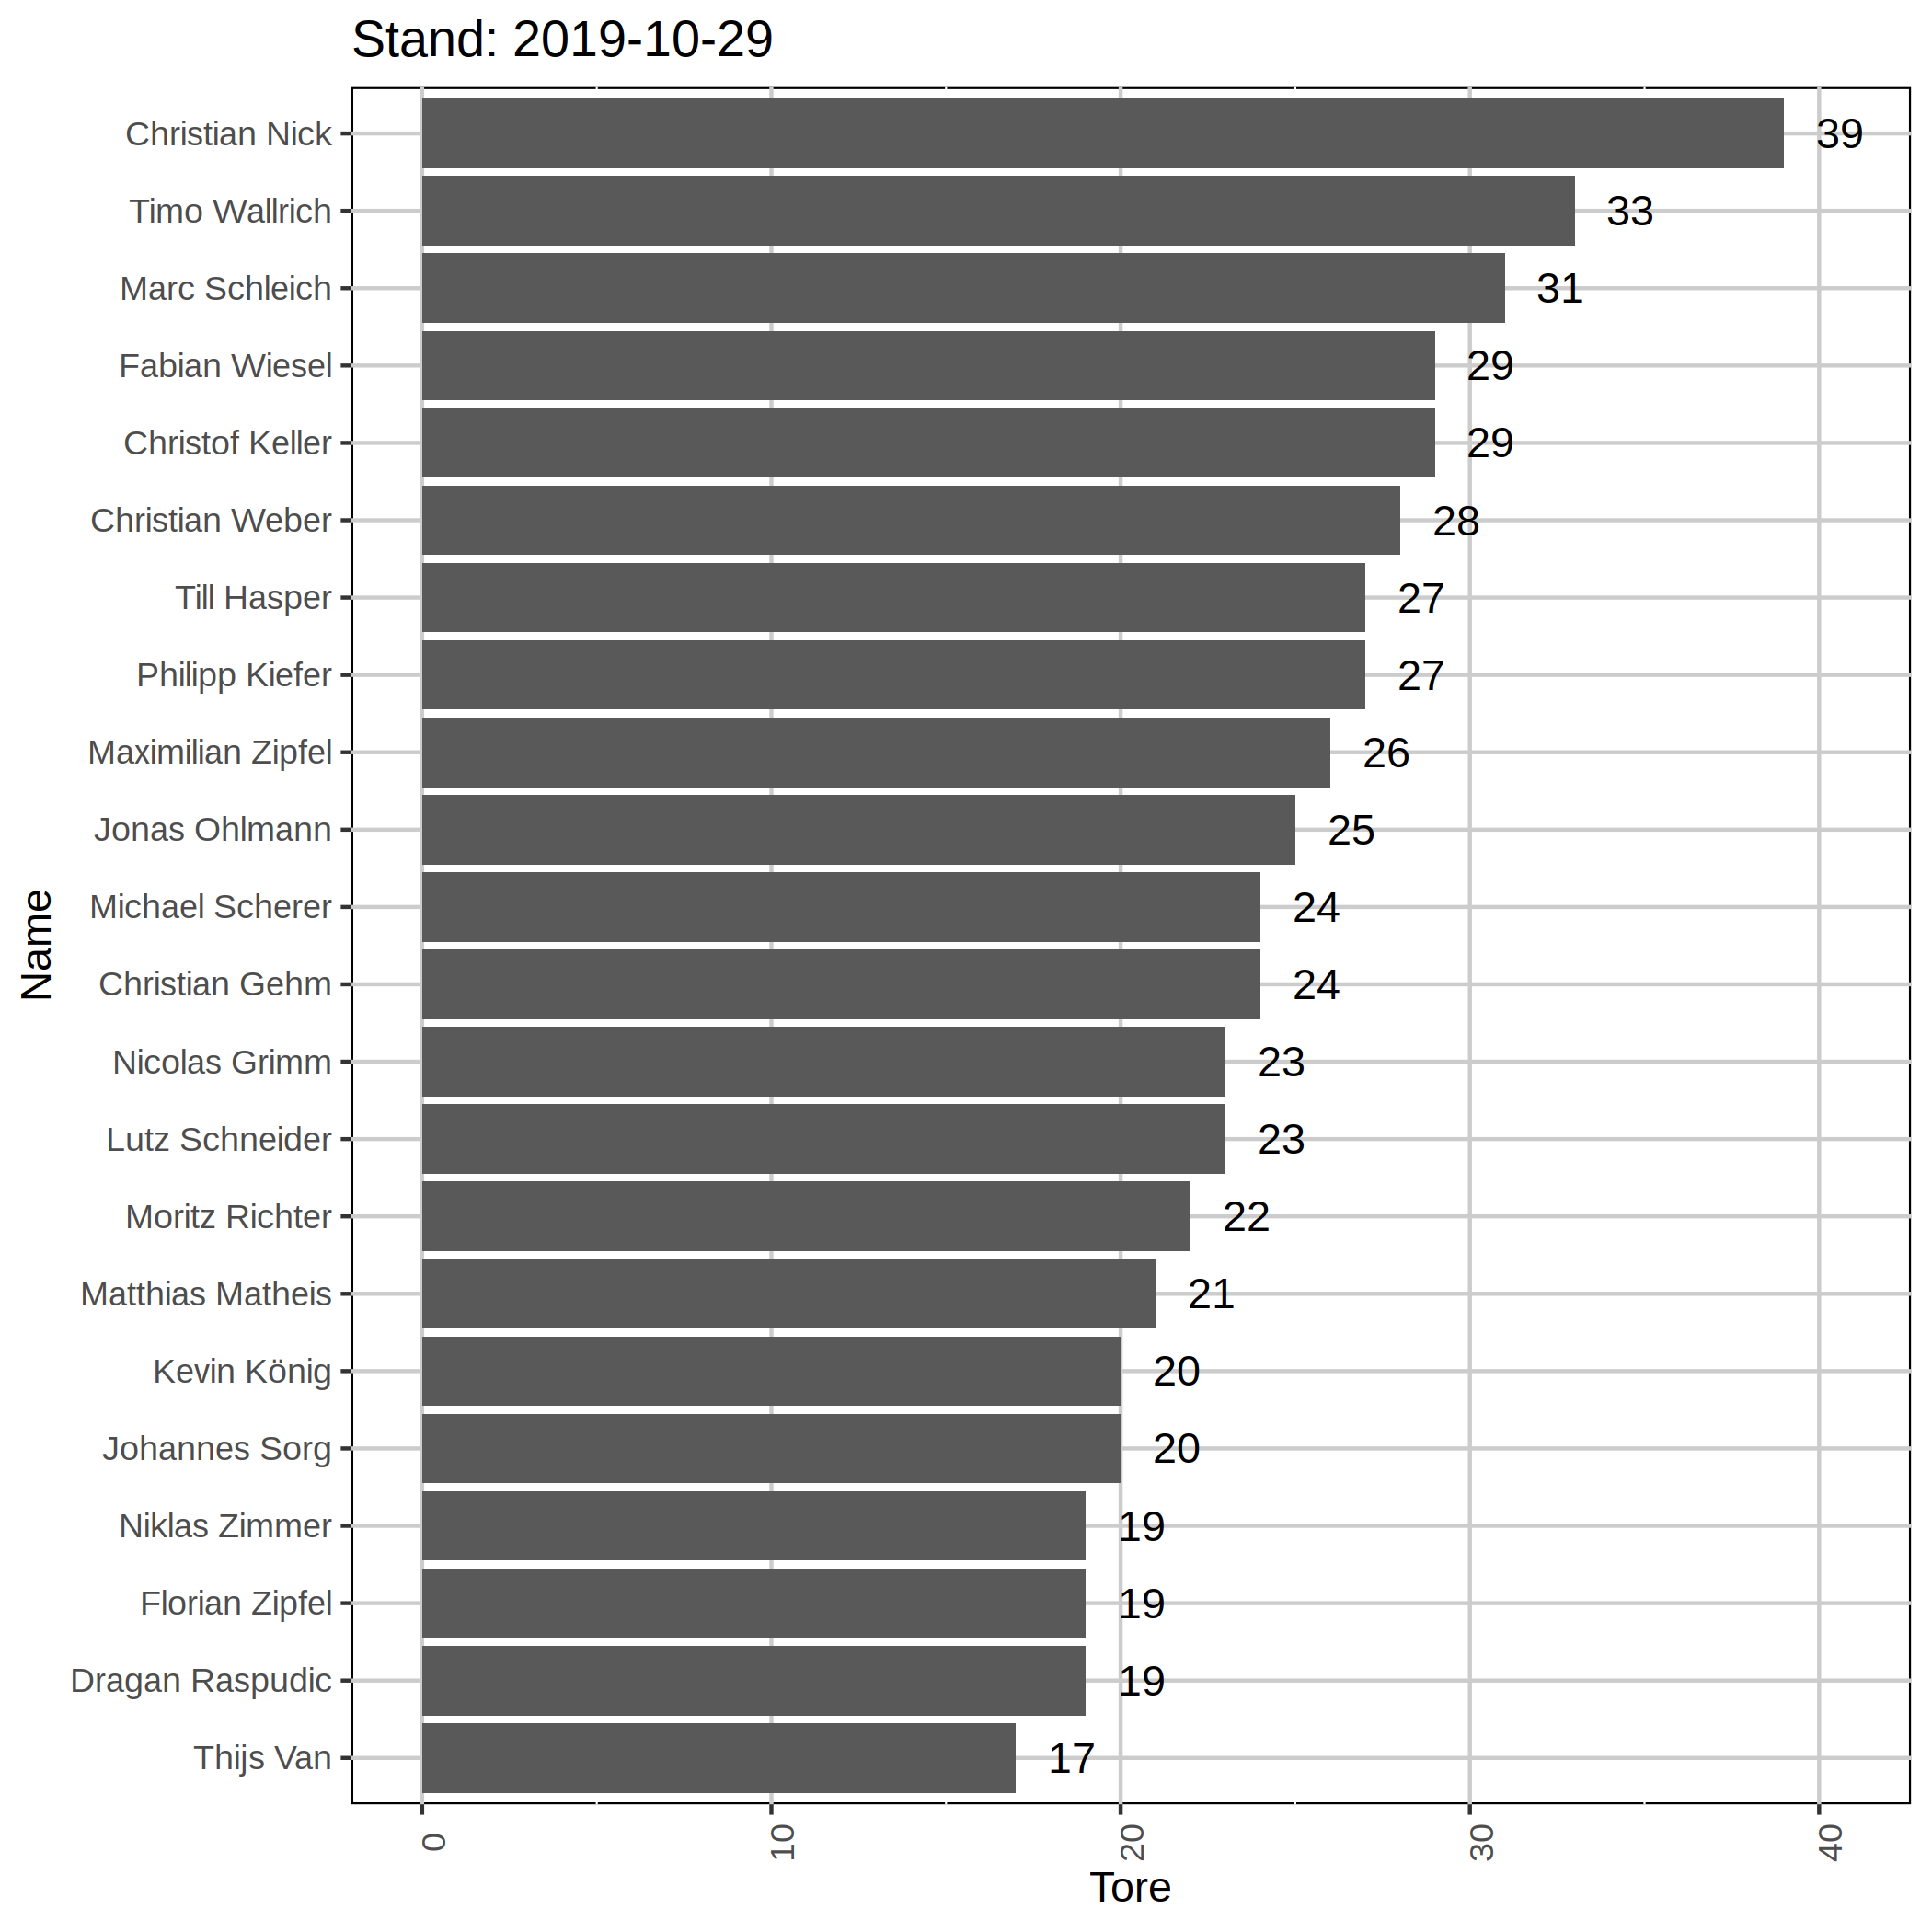 Stand: 2019-10-29
Christian Nick 39
Timo Wallrich 33
Marc Schleich 31
Fabian Wiesel 29
Christof Keller 29
Christian Weber 28
Till Hasper 27
Philipp Kiefer 27
Maximilian Zipfel 26
Jonas Ohlmann 25
Michael Scherer 24
Christian Gehm 24
Nicolas Grimm 23
Lutz Schneider 23
Moritz Richter 22
Matthias Matheis 21
Kevin König 20
Johannes Sorg 20
Niklas Zimmer 19
Florian Zipfel 19
Dragan Raspudic 19
Thijs Van 17
Name
0 10 20 30 40
Tore